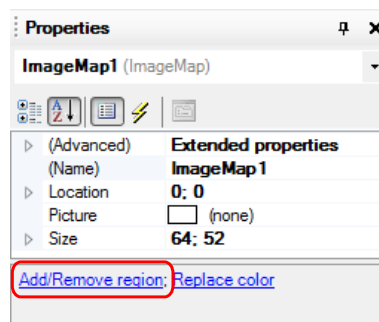 Properties
ImageMap1 (ImageMap)
(Advanced) Extended properties
(Name) ImageMap1
Location 0; 0
Picture (none)
Size 64; 52
Add/Remove region; Replace color